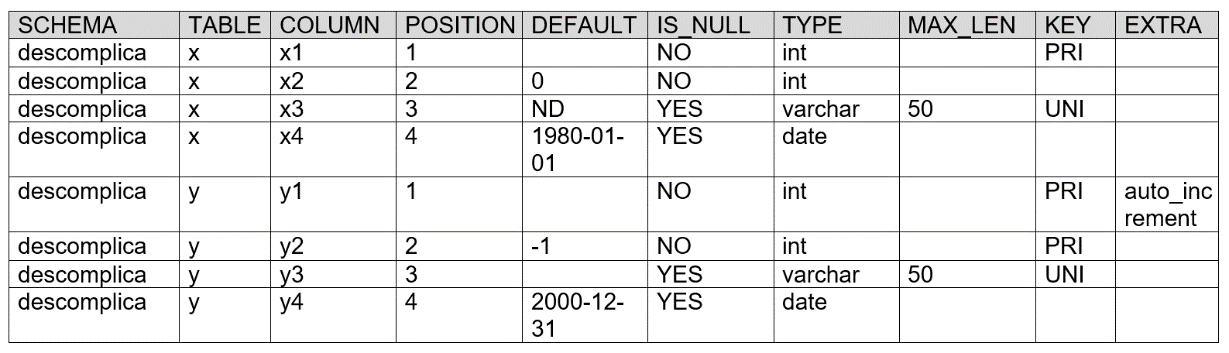 SCHEMA TABLE COLUMN POSITION DEFAULT IS_NULL TYPE MAX_LEN KEY EXTRA
descomplica x x1 1 NO int PRI
descomplica x x2 2 0 NO int
descomplica x x3 3 ND YES varchar 50 UNI
descomplica x x4 4 1980-01- YES date
01
descomplica y y1 1 NO int PRI auto_inc
rement
descomplica y y2 2 -1 NO int PRI
descomplica y y3 3 YES varchar 50 UNI
descomplica y y4 4 2000-12- YES date
31